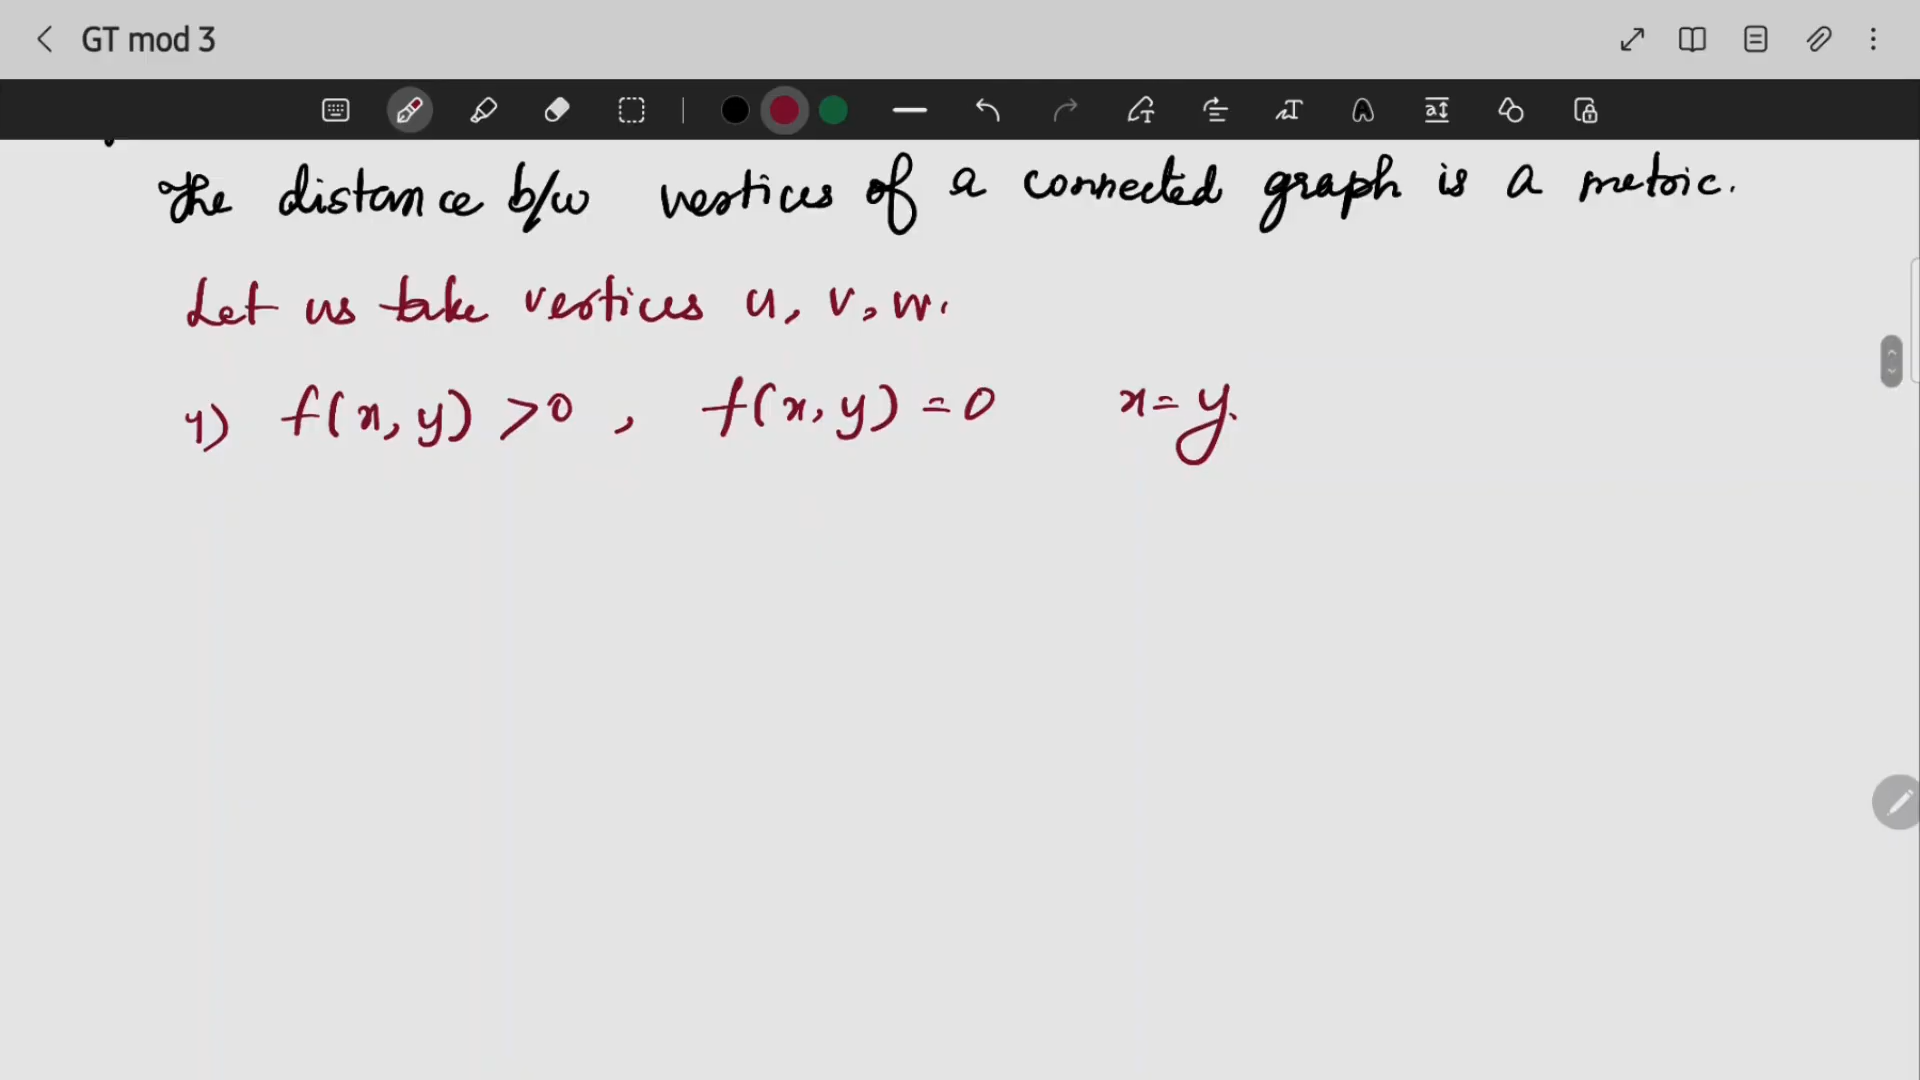 GT mod 3
The distance b/w vertices of a connected graph is a metric.
Let us take vertices u, v, w.
1) f(x, y) >0 , f(x, y) = 0 x = y.